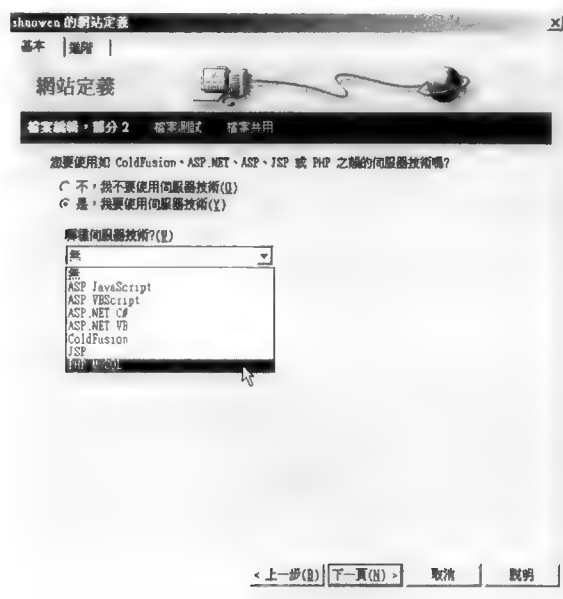 shuowen 的網站定義
基本 進階
網站定義
檔案編輯，部分 2 檔案測試 檔案共用
您要使用如 ColdFusion、ASP.NET、ASP、JSP 或 PHP 之類的伺服器技術嗎?
不，我不要使用伺服器技術(O)
是，我要使用伺服器技術(Y)
哪種伺服器技術?(W)
無
無
ASP JavaScript
ASP VBScript
ASP.NET C#
ASP.NET VB
ColdFusion
JSP
PHP MySQL
< 上一步(B) 下一頁(N) > 取消 說明